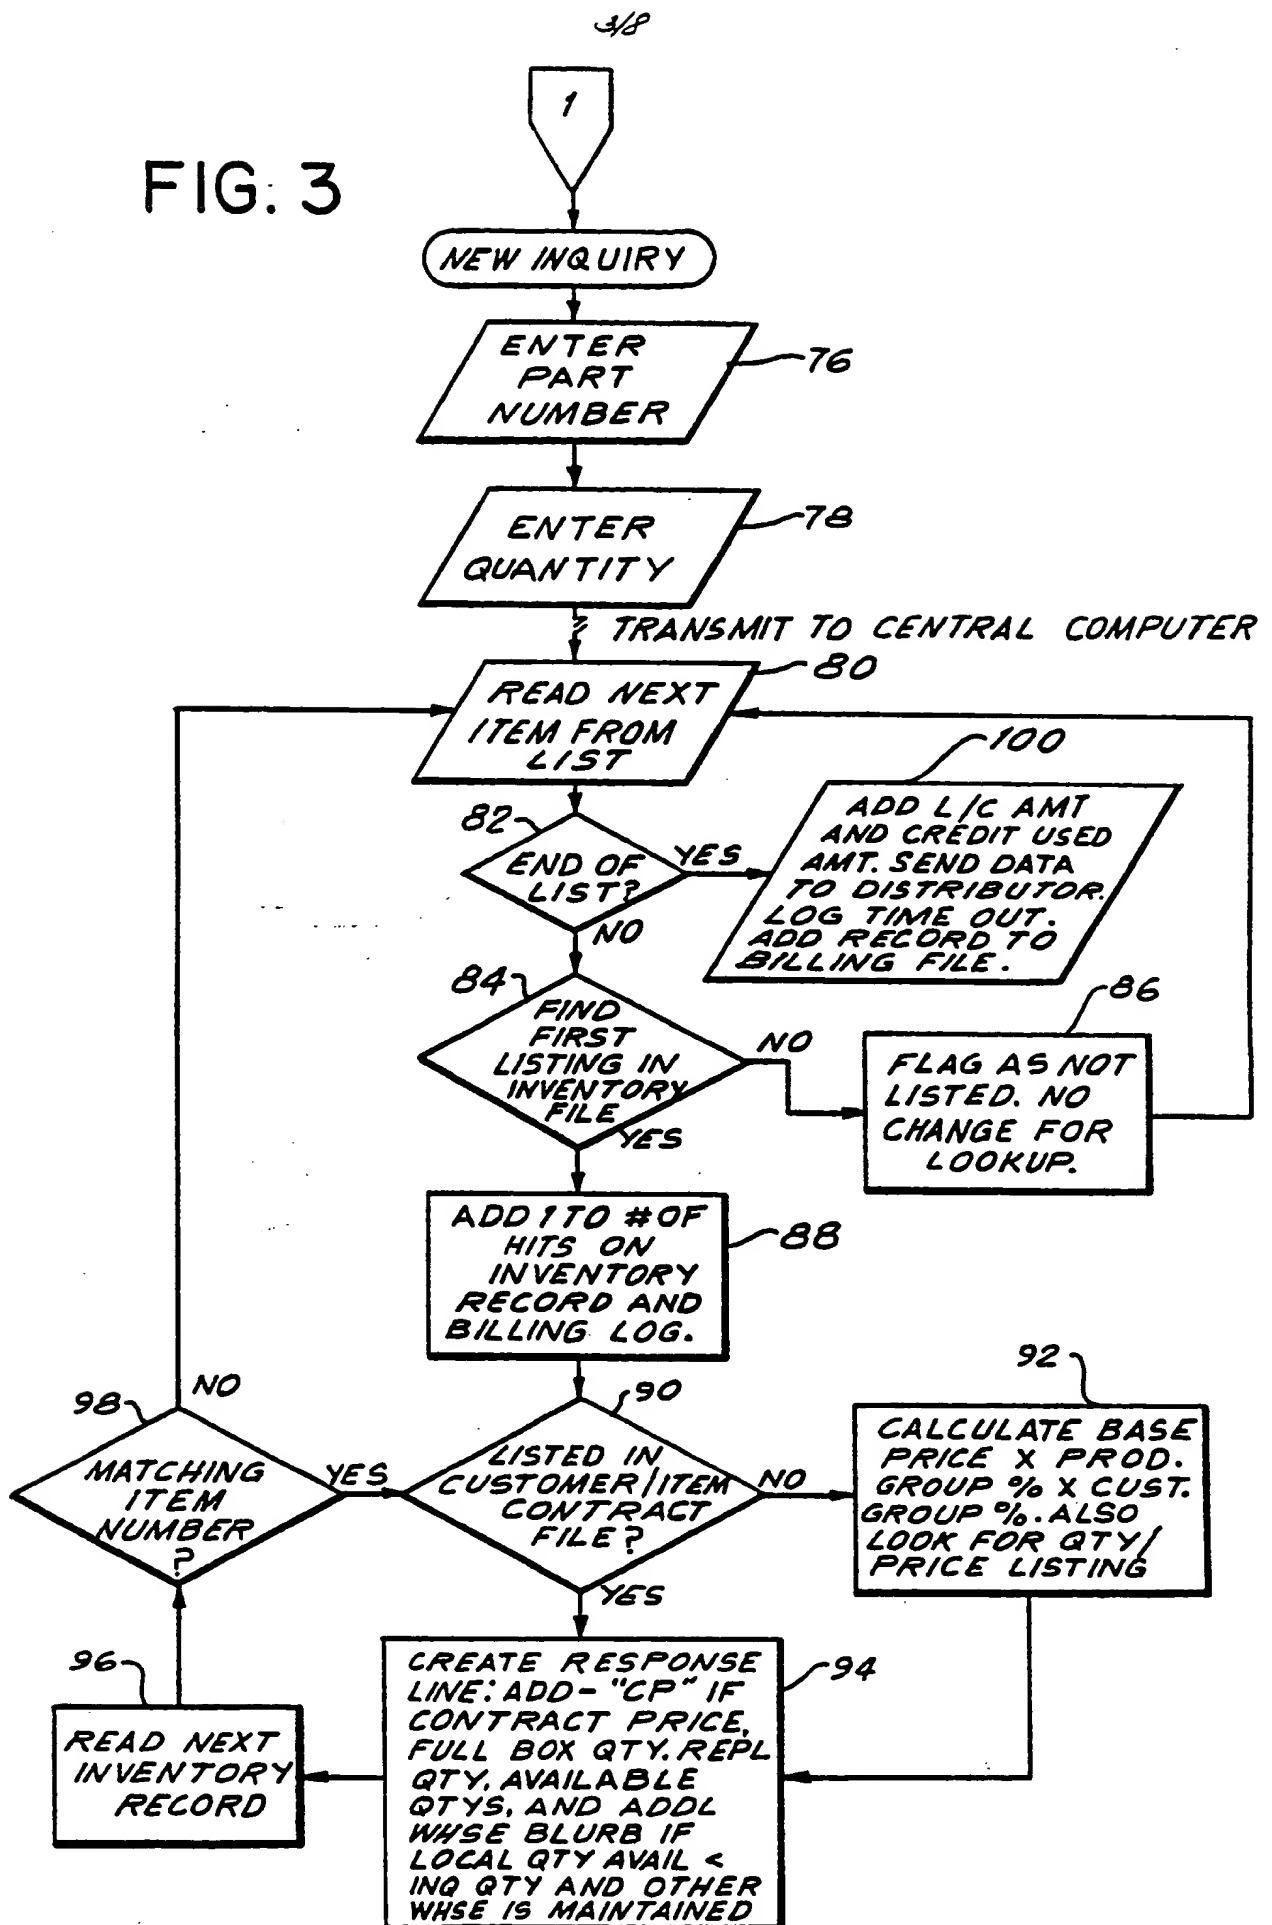 3/8
1
FIG. 3
NEW INQUIRY
ENTER
PART
NUMBER
76
ENTER
QUANTITY
78
TRANSMIT TO CENTRAL COMPUTER
READ NEXT
ITEM FROM
LIST
80
82
END OF
LIST?
YES
NO
100
ADD L/C AMT
AND CREDIT USED
AMT. SEND DATA
TO DISTRIBUTOR.
LOG TIME OUT.
ADD RECORD TO
BILLING FILE.
84
FIND
FIRST
LISTING IN
INVENTORY
FILE
NO
YES
86
FLAG AS NOT
LISTED. NO
CHANGE FOR
LOOKUP.
ADD 1 TO # OF
HITS ON
INVENTORY
RECORD AND
BILLING LOG.
88
90
LISTED IN
CUSTOMER/ITEM
CONTRACT
FILE?
NO
YES
92
CALCULATE BASE
PRICE X PROD.
GROUP % X CUST.
GROUP %. ALSO
LOOK FOR QTY/
PRICE LISTING
CREATE RESPONSE
LINE: ADD- "CP" IF
CONTRACT PRICE,
FULL BOX QTY. REPL
QTY, AVAILABLE
QTYS, AND ADDL
WHSE BLURB IF
LOCAL QTY AVAIL <
INQ QTY AND OTHER
WHSE IS MAINTAINED
94
96
READ NEXT
INVENTORY
RECORD
98
MATCHING
ITEM
NUMBER
?
NO
YES